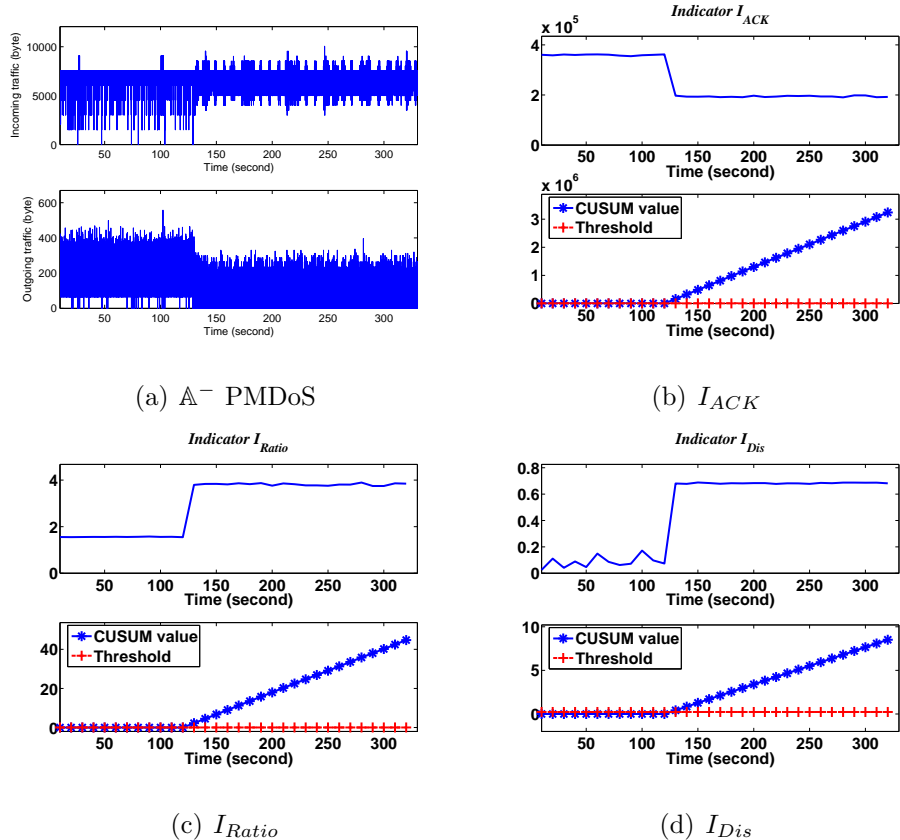 10000
5000
0
Incoming traffic (byte)
50 100 150 200 250 300
Time (second)
600
400
200
0
Outgoing traffic (byte)
50 100 150 200 250 300
Time (second)
(a) 𝔸⁻ PMDoS
Indicator I_ACK
x 10^5
4
2
0
50 100 150 200 250 300
Time (second)
x 10^6
3
2
1
0
CUSUM value
Threshold
50 100 150 200 250 300
Time (second)
(b) I_ACK
Indicator I_Ratio
4
2
0
50 100 150 200 250 300
Time (second)
40
20
0
CUSUM value
Threshold
50 100 150 200 250 300
Time (second)
(c) I_Ratio
Indicator I_Dis
0.8
0.6
0.4
0.2
0
50 100 150 200 250 300
Time (second)
10
5
0
CUSUM value
Threshold
50 100 150 200 250 300
Time (second)
(d) I_Dis